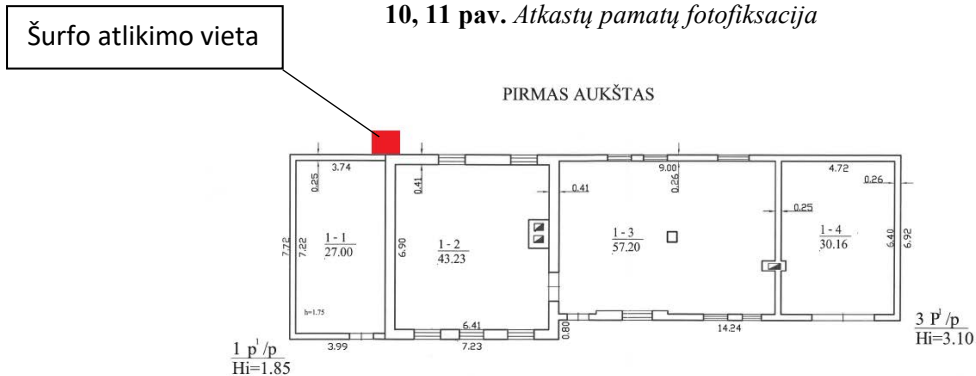 10, 11 pav. Atkastų pamatų fotofiksacija
Šurfo atlikimo vieta
PIRMAS AUKŠTAS
3.74
9.00
4.72
0.25
0.41
0.41
0.26
0.25
0.26
7.72
7.22
1 - 1
27.00
6.90
1 - 2
43.23
1 - 3
57.20
1 - 4
30.16
6.40
6.92
h=1.75
6.41
3.99
7.23
0.80
14.24
1 p¹/p
Hi=1.85
3 P¹/p
Hi=3.10